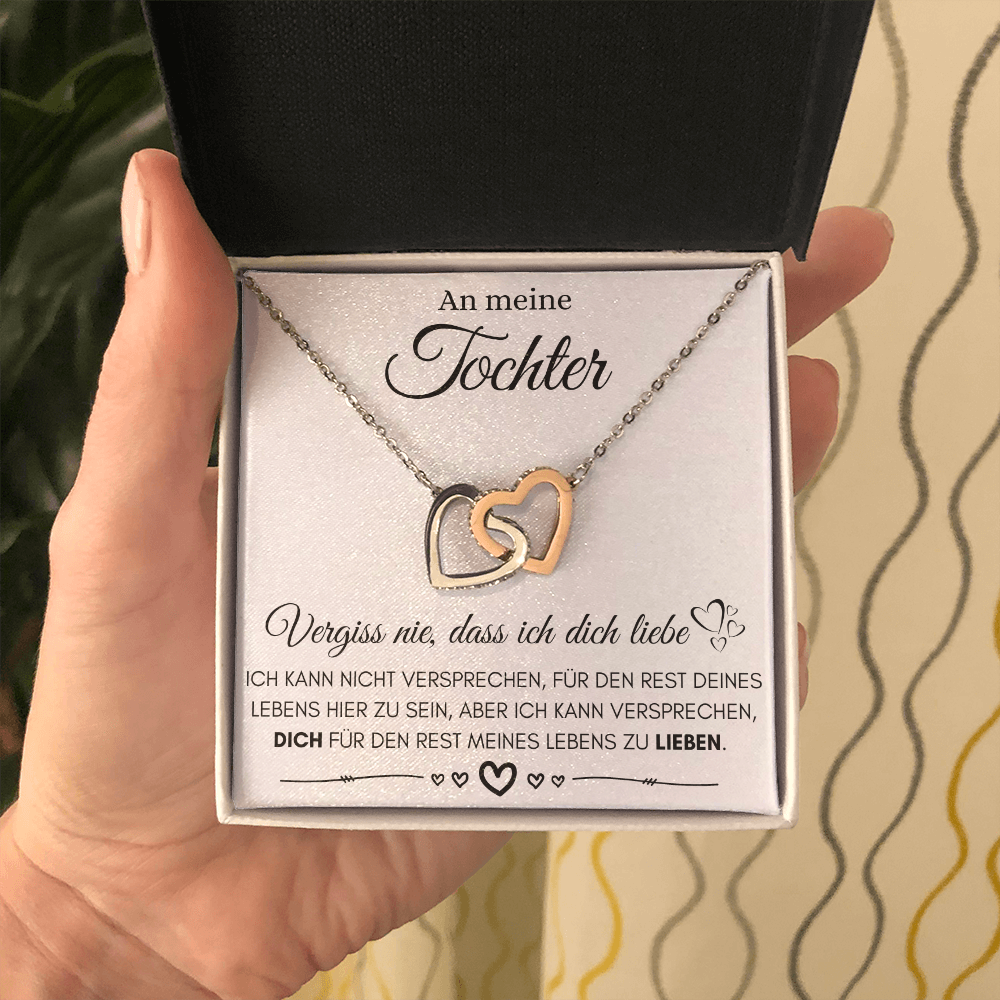 An meine
Tochter
Vergiss nie, dass ich dich liebe
ICH KANN NICHT VERSPRECHEN, FÜR DEN REST DEINES
LEBENS HIER ZU SEIN, ABER ICH KANN VERSPRECHEN,
DICH FÜR DEN REST MEINES LEBENS ZU LIEBEN.